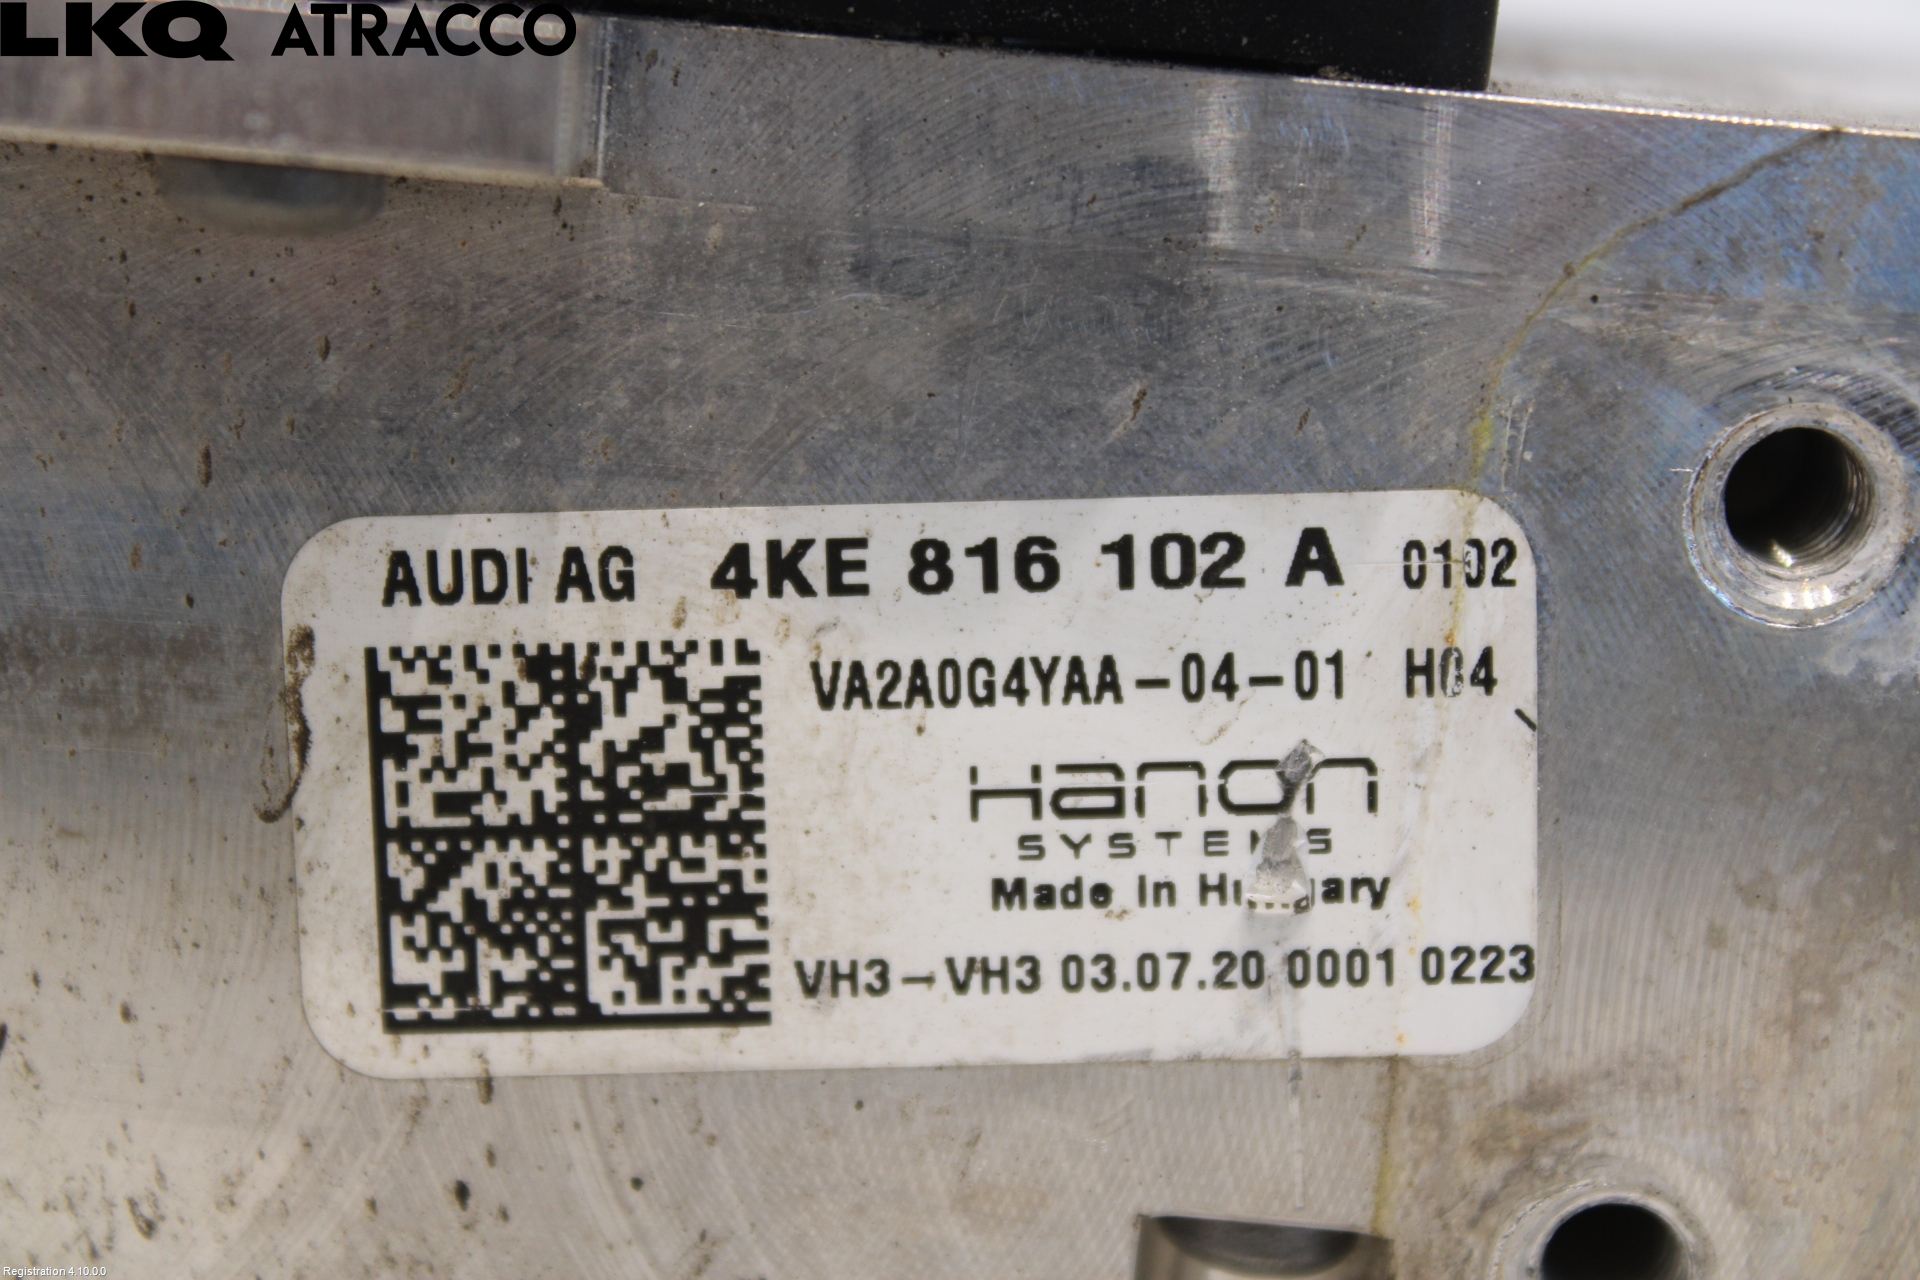 LKQ ATRACCO
AUDI AG 4KE 816 102 A 0102
VA2A0G4YAA-04-01 H04
Hanon
SYSTEMS
Made in Hungary
VH3-VH3 03.07.20 0001 0223
Registration 4.10.0.0